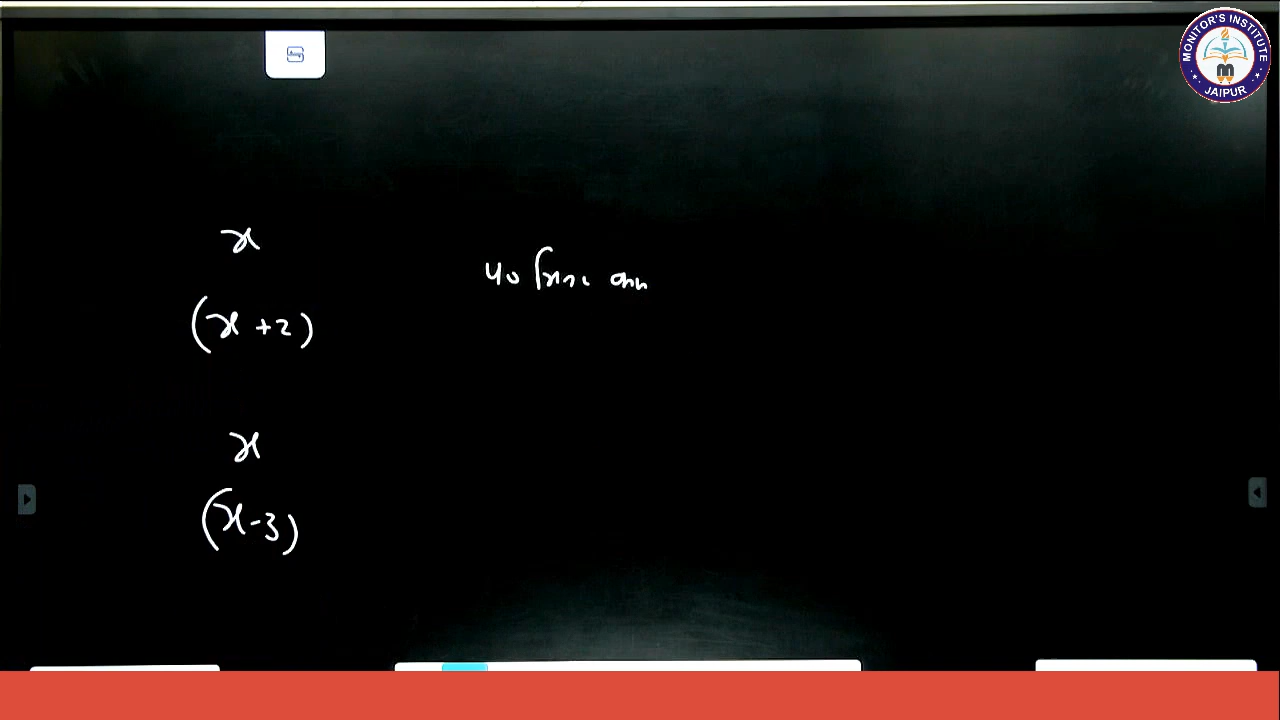 MONITOR'S INSTITUTE
JAIPUR
x
(x + 2)
40
x
(x - 3)